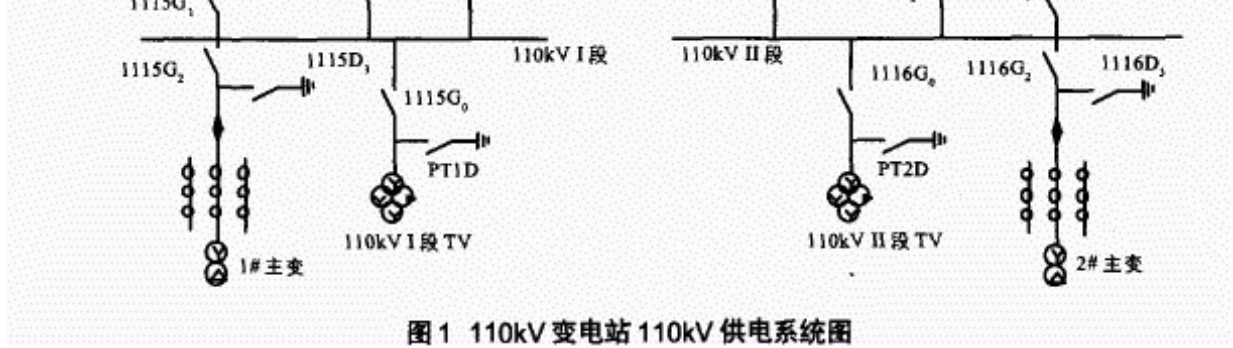 1115G₁
110kV I 段
110kV II 段
1115G₂
1115D₃
1116G₀
1116G₂
1116D₃
1115G₀
PT1D
PT2D
110kV I 段 TV
110kV II 段 TV
1# 主变
2# 主变
图 1 110kV 变电站 110kV 供电系统图